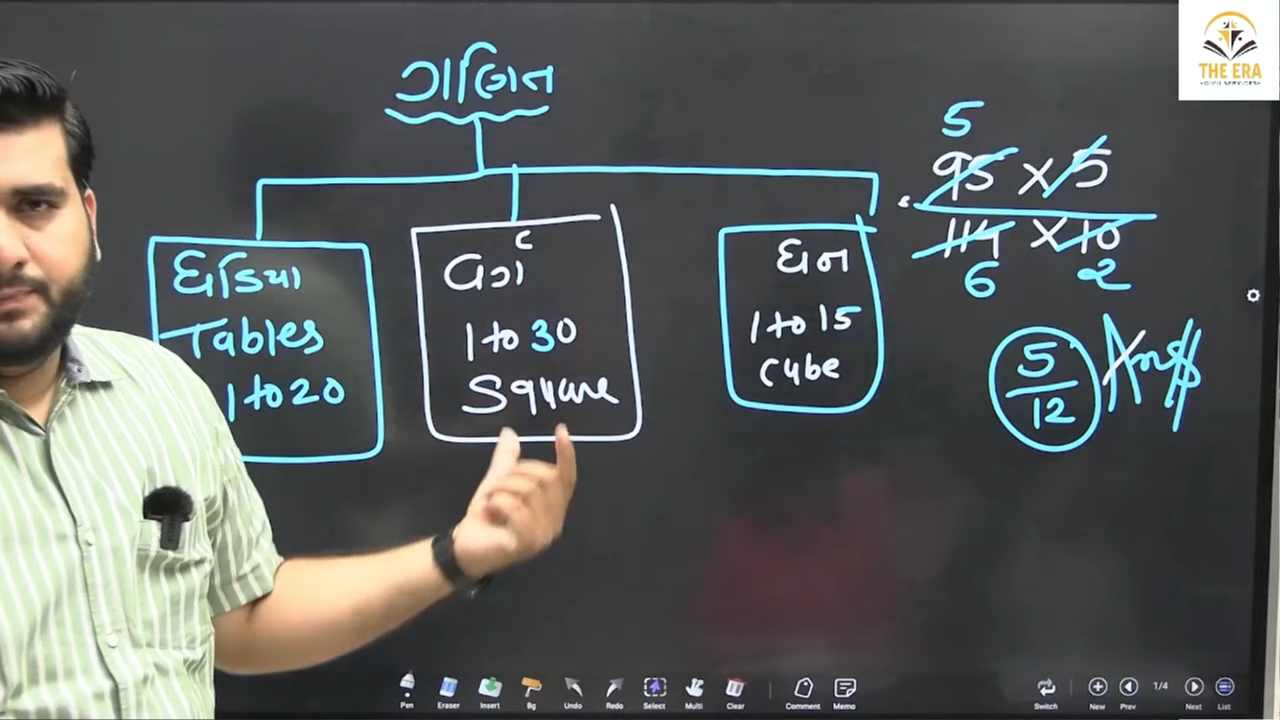 ગણિત
ઘડિયા
Tables
1 to 20
વર્ગ
1 to 30
Square
ઘન
1 to 15
Cube
5
95 × 5
114 × 10
6 2
5
12
Ans
THE ERA
Pen
Eraser
Insert
Bg
Undo
Redo
Select
Multi
Clear
Comment
Memo
Switch
New
Prev
1/4
Next
List